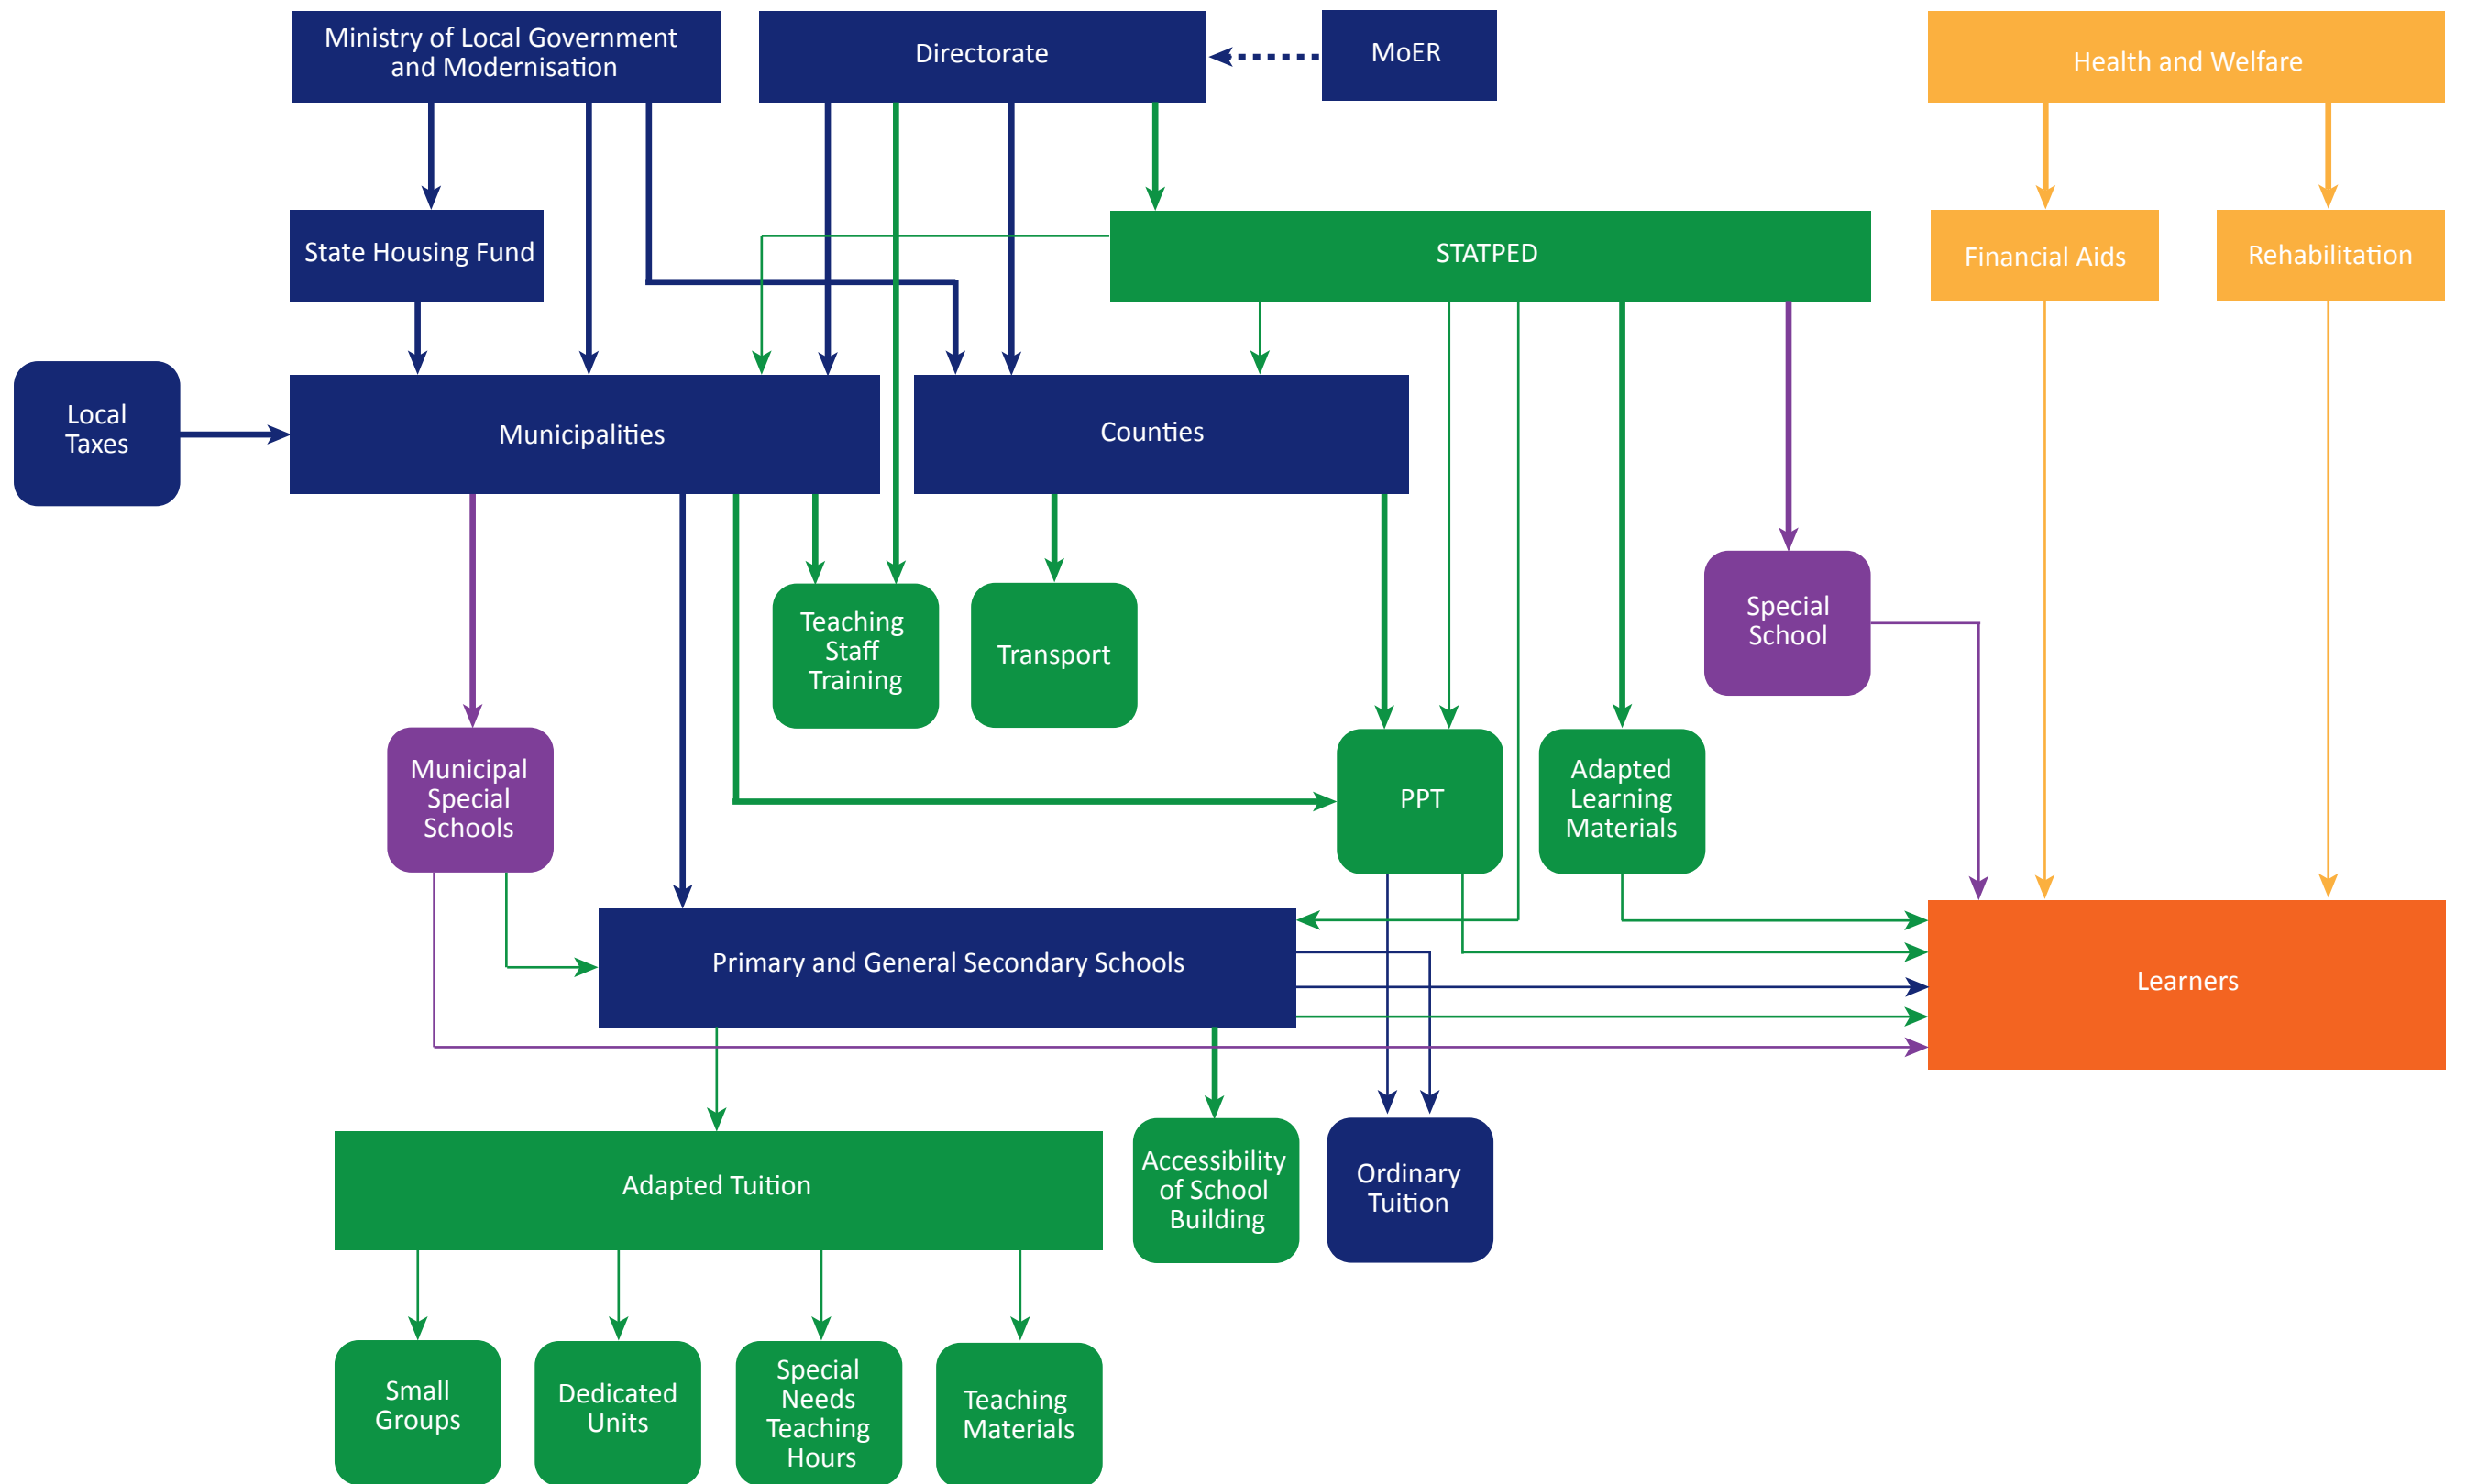 Ministry of Local Government
and Modernisation
Directorate
MoER
Health and Welfare
State Housing Fund
STATPED
Financial Aids
Rehabilitation
Local
Taxes
Municipalities
Counties
Teaching
Staff
Training
Transport
Special
School
Municipal
Special
Schools
PPT
Adapted
Learning
Materials
Primary and General Secondary Schools
Learners
Adapted Tuition
Accessibility
of School
Building
Ordinary
Tuition
Small
Groups
Dedicated
Units
Special
Needs
Teaching
Hours
Teaching
Materials